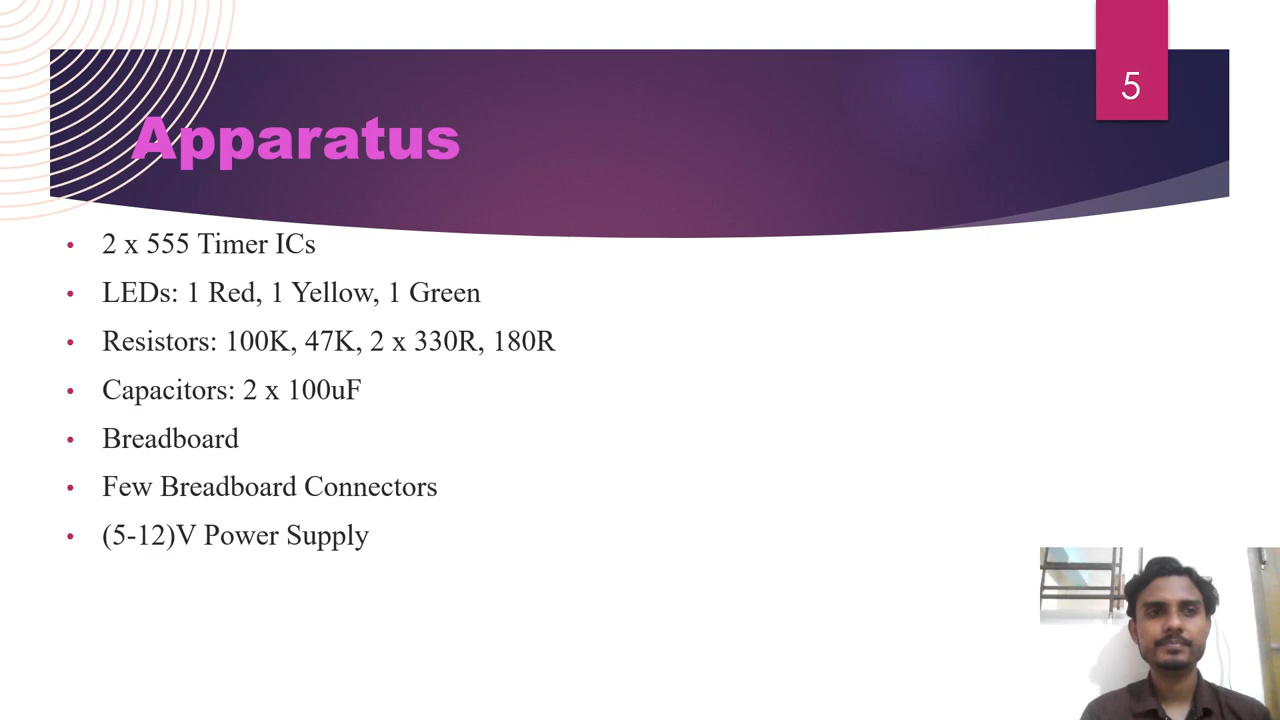 5
Apparatus
• 2 x 555 Timer ICs
• LEDs: 1 Red, 1 Yellow, 1 Green
• Resistors: 100K, 47K, 2 x 330R, 180R
• Capacitors: 2 x 100uF
• Breadboard
• Few Breadboard Connectors
• (5-12)V Power Supply